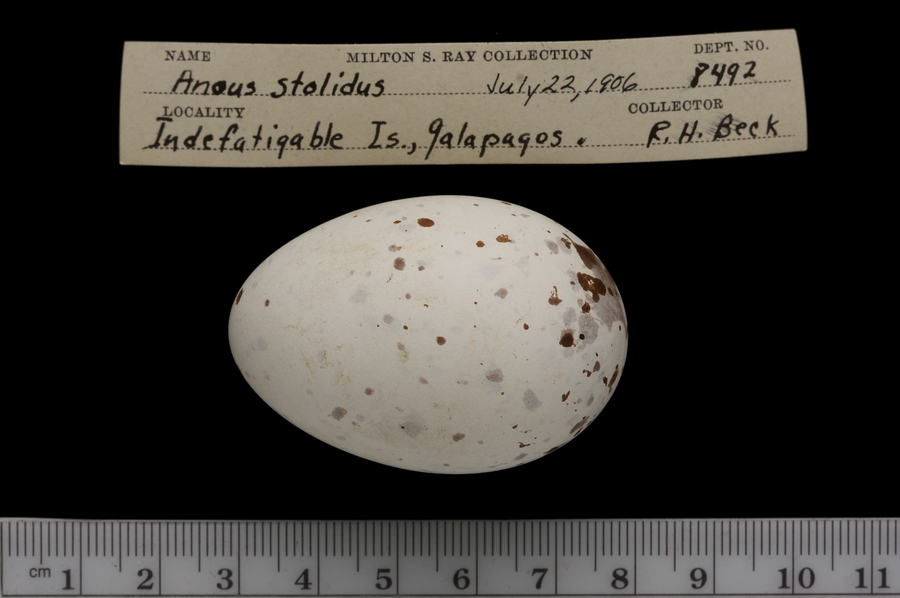 NAME MILTON S. RAY COLLECTION DEPT. NO.
Anous stolidus July 22, 1906 8492
LOCALITY COLLECTOR
Indefatigable Is., Galapagos. R. H. Beck
cm 1 2 3 4 5 6 7 8 9 10 11